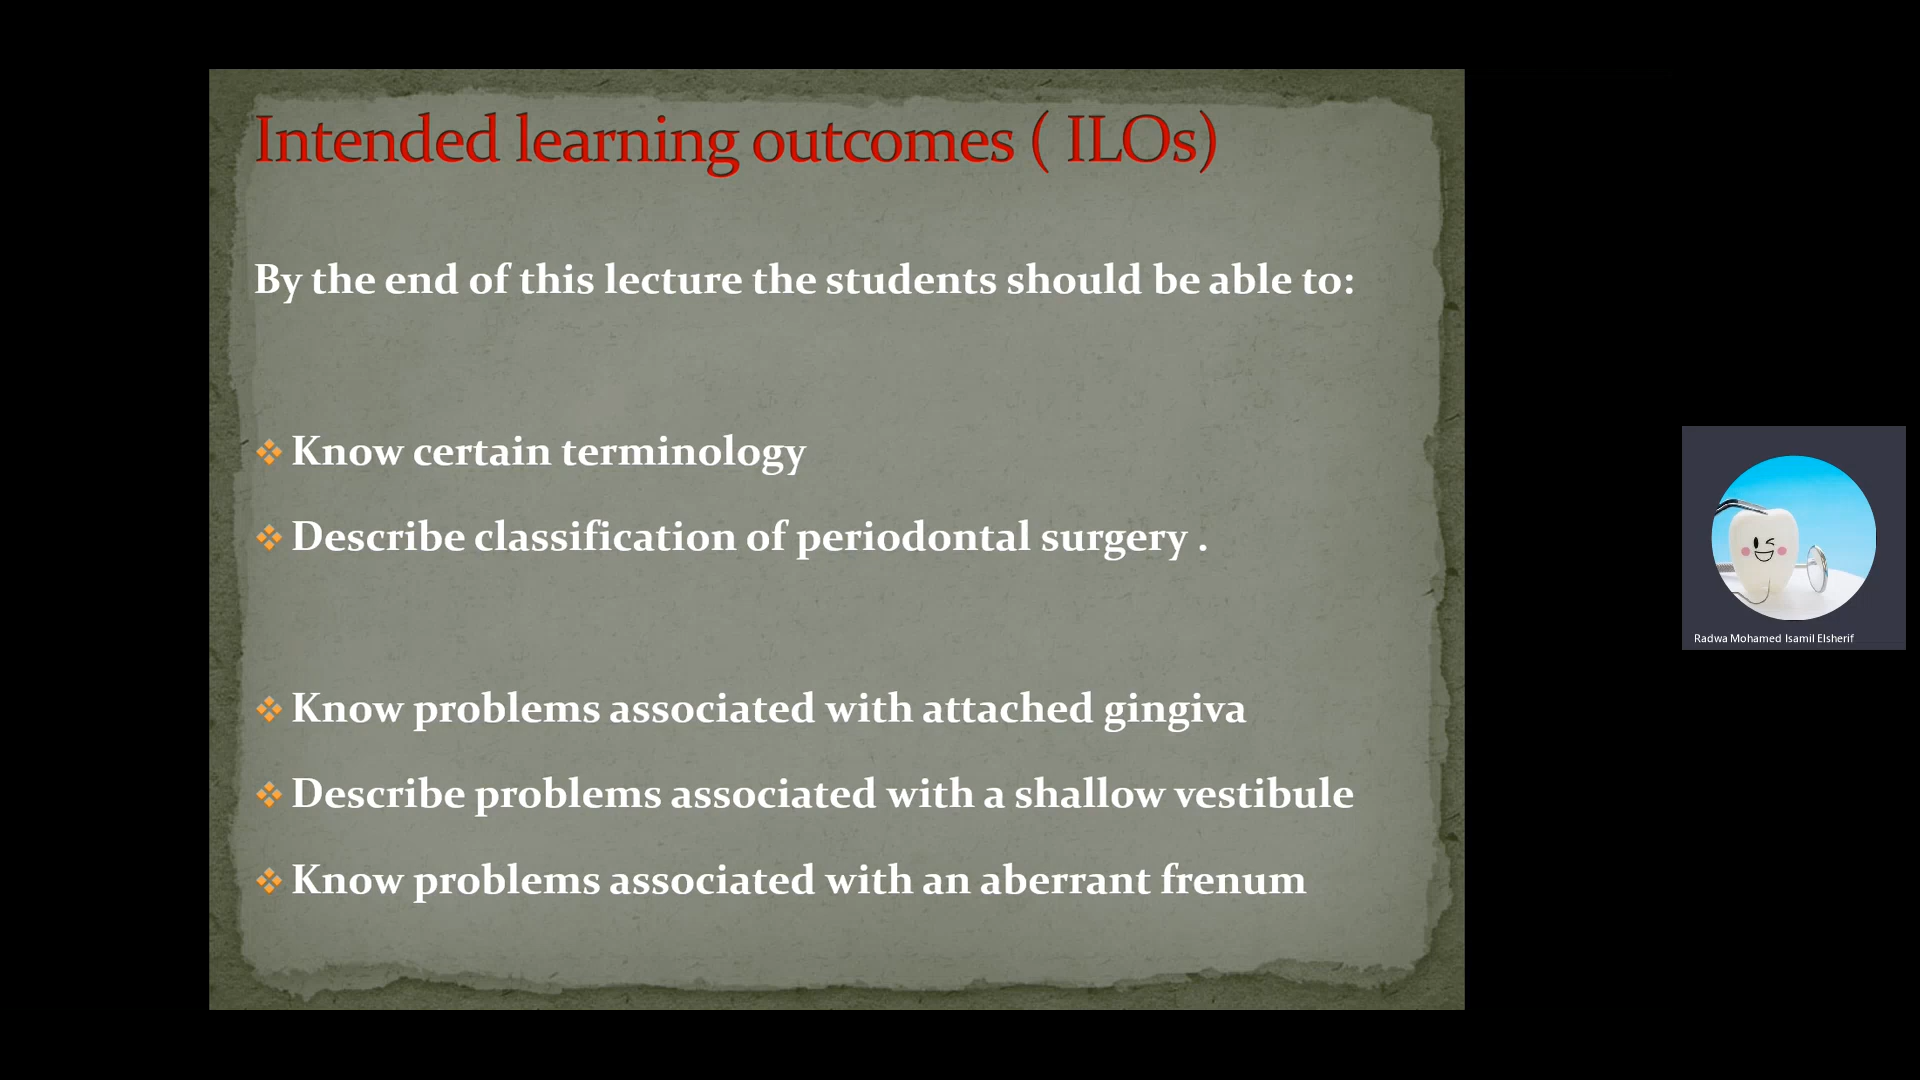 Intended learning outcomes ( ILOs)
By the end of this lecture the students should be able to:
Know certain terminology
Describe classification of periodontal surgery .
Know problems associated with attached gingiva
Describe problems associated with a shallow vestibule
Know problems associated with an aberrant frenum
Radwa Mohamed Isamil Elsherif